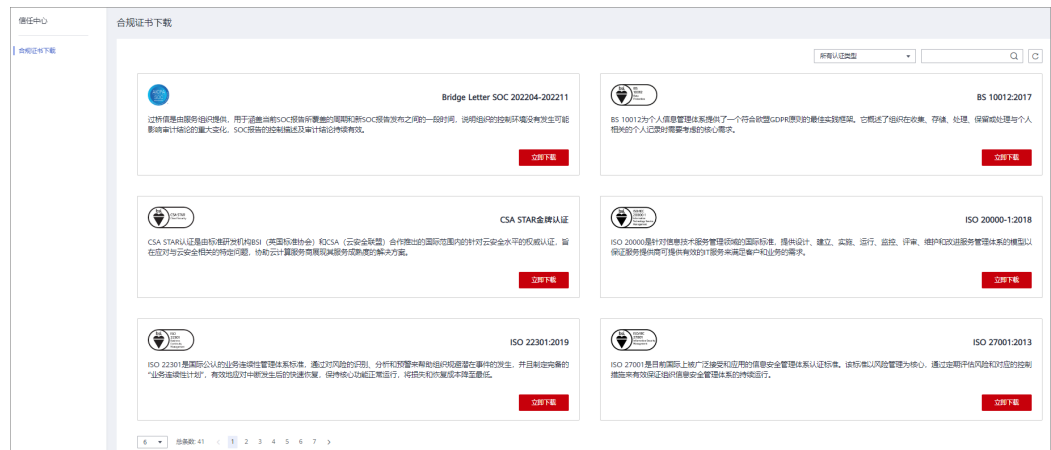 信任中心
合规证书下载
合规证书下载
所有认证类型
Bridge Letter SOC 202204-202211
过桥信是由服务组织提供，用于涵盖当前SOC报告所覆盖的周期和新SOC报告发布之间的一段时间，说明组织的控制环境没有发生可能
影响审计结论的重大变化，SOC报告的控制描述及审计结论持续有效。
立即下载
BS 10012:2017
BS 10012为个人信息管理体系提供了一个符合欧盟GDPR原则的最佳实践框架。它概述了组织在收集、存储、处理、保留或处理与个人
相关的个人记录时需要考虑的核心需求。
立即下载
CSA STAR
CSA STAR金牌认证
CSA STAR认证是由标准研发机构BSI（英国标准协会）和CSA（云安全联盟）合作推出的国际范围内的针对云安全水平的权威认证，旨
在应对与云安全相关的特定问题，协助云计算服务商展现其服务成熟度的解决方案。
立即下载
ISO 20000-1:2018
ISO 20000是针对信息技术服务管理领域的国际标准，提供设计、建立、实施、运行、监控、评审、维护和改进服务管理体系的模型以
保证服务提供商可提供有效的IT服务来满足客户和业务的需求。
立即下载
ISO 22301:2019
ISO 22301是国际公认的业务连续性管理体系标准，通过对风险的识别、分析和预警来帮助组织规避潜在事件的发生，并且制定完备的
“业务连续性计划”，有效地应对中断发生后的快速恢复，保持核心功能正常运行，将损失和恢复成本降至最低。
立即下载
ISO 27001:2013
ISO 27001是目前国际上被广泛接受和应用的信息安全管理体系认证标准。该标准以风险管理为核心，通过定期评估风险和对应的控制
措施来有效保证组织信息安全管理体系的持续运行。
立即下载
6 总条数: 41 < 1 2 3 4 5 6 7 >